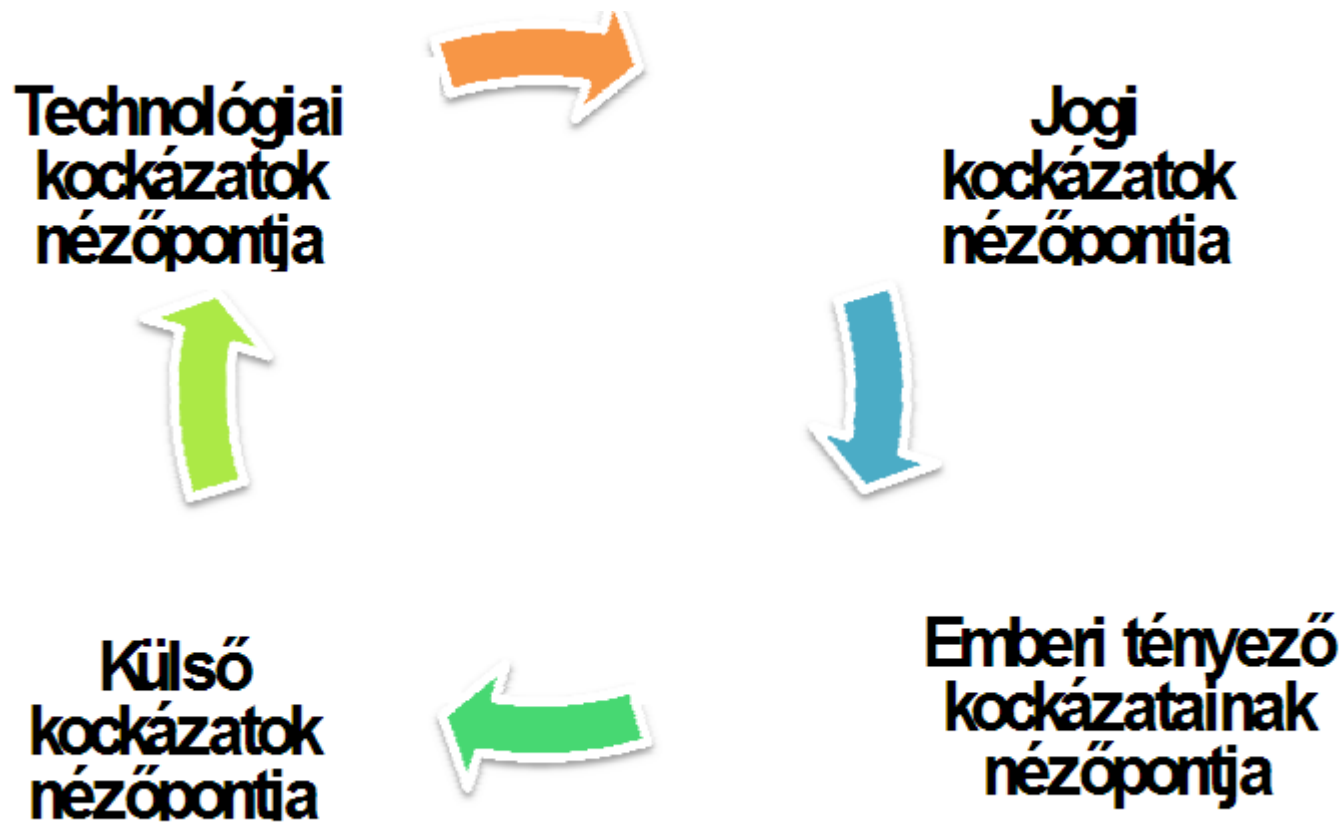 Technológiai
kockázatok
nézőpontja
Jogi
kockázatok
nézőpontja
Emberi tényező
kockázatainak
nézőpontja
Külső
kockázatok
nézőpontja